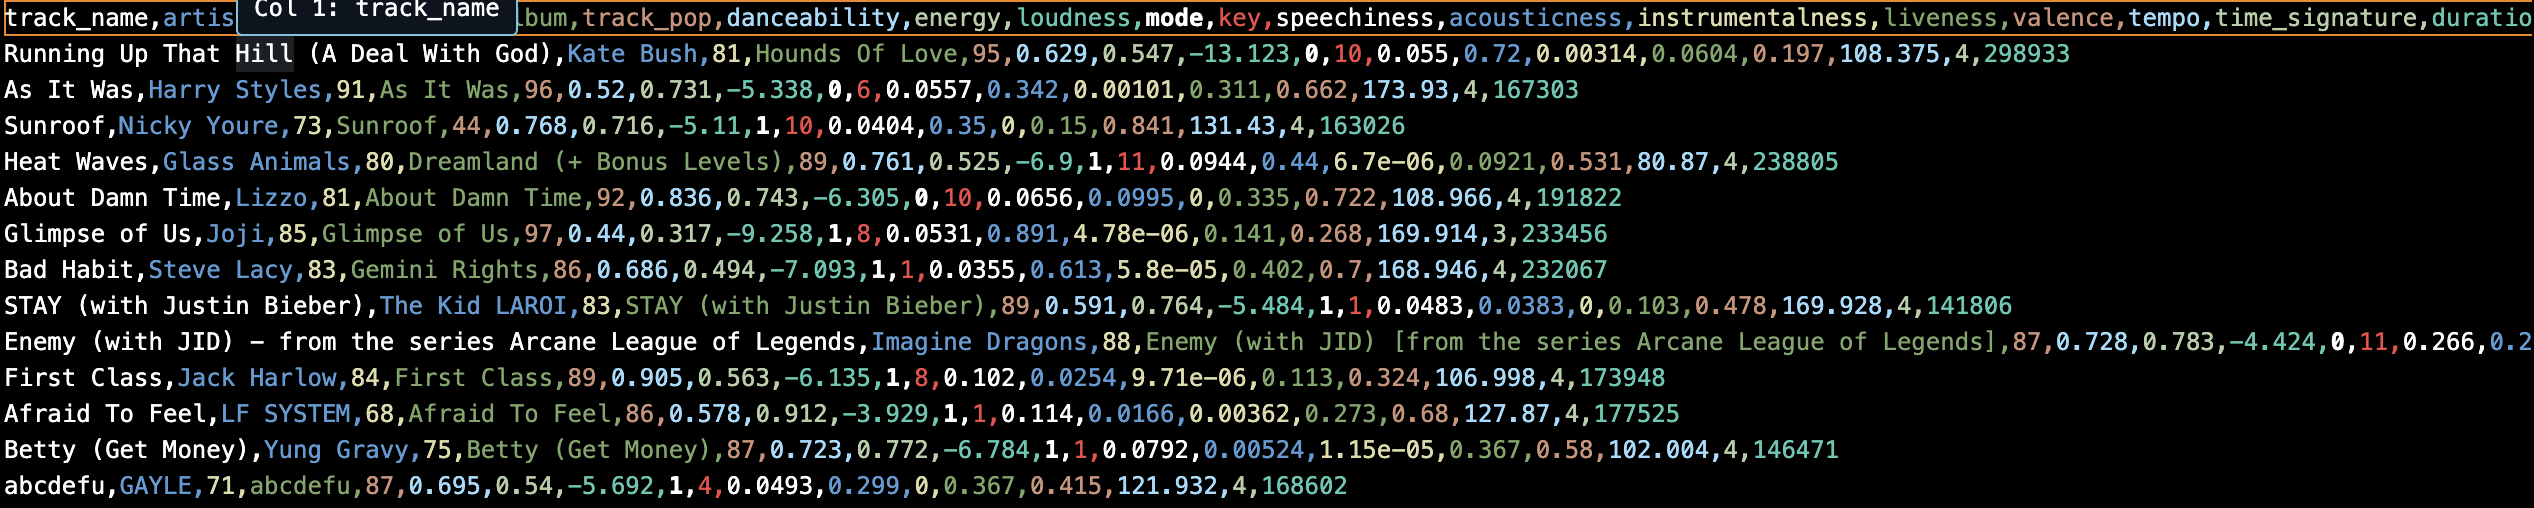 Col 1: track_name
track_name,artis lbum,track_pop,danceability,energy,loudness,mode,key,speechiness,acousticness,instrumentalness,liveness,valence,tempo,time_signature,duratio
Running Up That Hill (A Deal With God),Kate Bush,81,Hounds Of Love,95,0.629,0.547,-13.123,0,10,0.055,0.72,0.00314,0.0604,0.197,108.375,4,298933
As It Was,Harry Styles,91,As It Was,96,0.52,0.731,-5.338,0,6,0.0557,0.342,0.00101,0.311,0.662,173.93,4,167303
Sunroof,Nicky Youre,73,Sunroof,44,0.768,0.716,-5.11,1,10,0.0404,0.35,0,0.15,0.841,131.43,4,163026
Heat Waves,Glass Animals,80,Dreamland (+ Bonus Levels),89,0.761,0.525,-6.9,1,11,0.0944,0.44,6.7e-06,0.0921,0.531,80.87,4,238805
About Damn Time,Lizzo,81,About Damn Time,92,0.836,0.743,-6.305,0,10,0.0656,0.0995,0,0.335,0.722,108.966,4,191822
Glimpse of Us,Joji,85,Glimpse of Us,97,0.44,0.317,-9.258,1,8,0.0531,0.891,4.78e-06,0.141,0.268,169.914,3,233456
Bad Habit,Steve Lacy,83,Gemini Rights,86,0.686,0.494,-7.093,1,1,0.0355,0.613,5.8e-05,0.402,0.7,168.946,4,232067
STAY (with Justin Bieber),The Kid LAROI,83,STAY (with Justin Bieber),89,0.591,0.764,-5.484,1,1,0.0483,0.0383,0,0.103,0.478,169.928,4,141806
Enemy (with JID) - from the series Arcane League of Legends,Imagine Dragons,88,Enemy (with JID) [from the series Arcane League of Legends],87,0.728,0.783,-4.424,0,11,0.266,0.2
First Class,Jack Harlow,84,First Class,89,0.905,0.563,-6.135,1,8,0.102,0.0254,9.71e-06,0.113,0.324,106.998,4,173948
Afraid To Feel,LF SYSTEM,68,Afraid To Feel,86,0.578,0.912,-3.929,1,1,0.114,0.0166,0.00362,0.273,0.68,127.87,4,177525
Betty (Get Money),Yung Gravy,75,Betty (Get Money),87,0.723,0.772,-6.784,1,1,0.0792,0.00524,1.15e-05,0.367,0.58,102.004,4,146471
abcdefu,GAYLE,71,abcdefu,87,0.695,0.54,-5.692,1,4,0.0493,0.299,0,0.367,0.415,121.932,4,168602